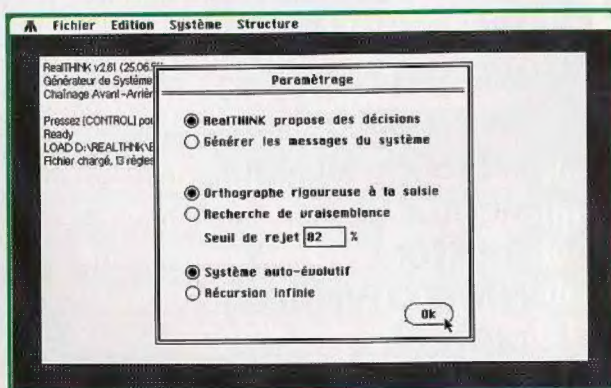 Fichier Edition Système Structure
RealTHINK v2.61 (25.06.
Générateur de Système
Chaînage Avant-Arrièr
Pressez [CONTROL] pou
Ready
LOAD D:\REALTHNK\E
Fichier chargé, 13 règles
Paramètrage
RealTHINK propose des décisions
Générer les messages du système
Orthographe rigoureuse à la saisie
Recherche de vraisemblance
Seuil de rejet 82 %
Système auto-évolutif
Récursion infinie
Ok